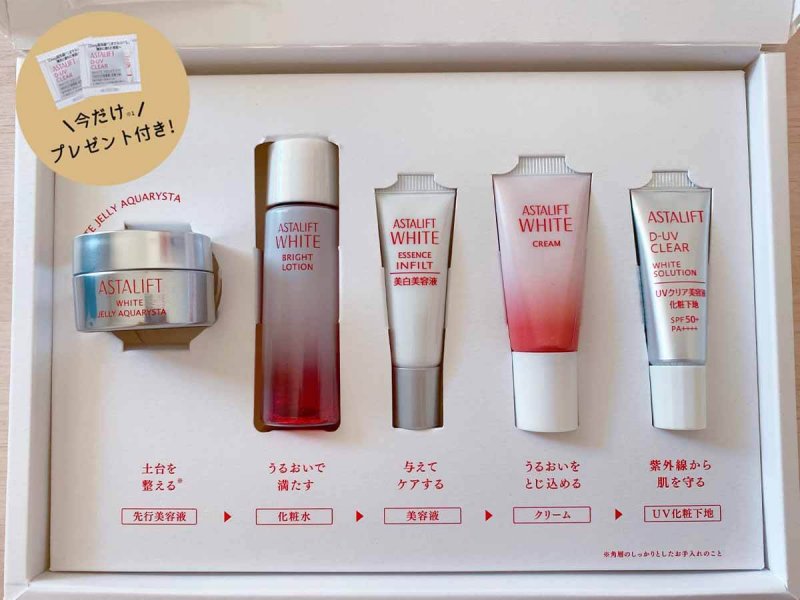 ASTALIFT
D-UV
CLEAR
ASTALIFT
D-UV
CLEAR
\今だけ※1/
プレゼント付き!
TE JELLY AQUARYSTA
ASTALIFT
WHITE
JELLY AQUARYSTA
ASTALIFT
WHITE
BRIGHT
LOTION
ASTALIFT
WHITE
ESSENCE
INFILT
美白美容液
ASTALIFT
WHITE
CREAM
ASTALIFT
D-UV
CLEAR
WHITE
SOLUTION
UVクリア美容液
化粧下地
SPF50+
PA++++
土台を
整える※
先行美容液
うるおいで
満たす
化粧水
与えて
ケアする
美容液
うるおいを
とじ込める
クリーム
紫外線から
肌を守る
UV化粧下地
※角層のしっかりとしたお手入れのこと